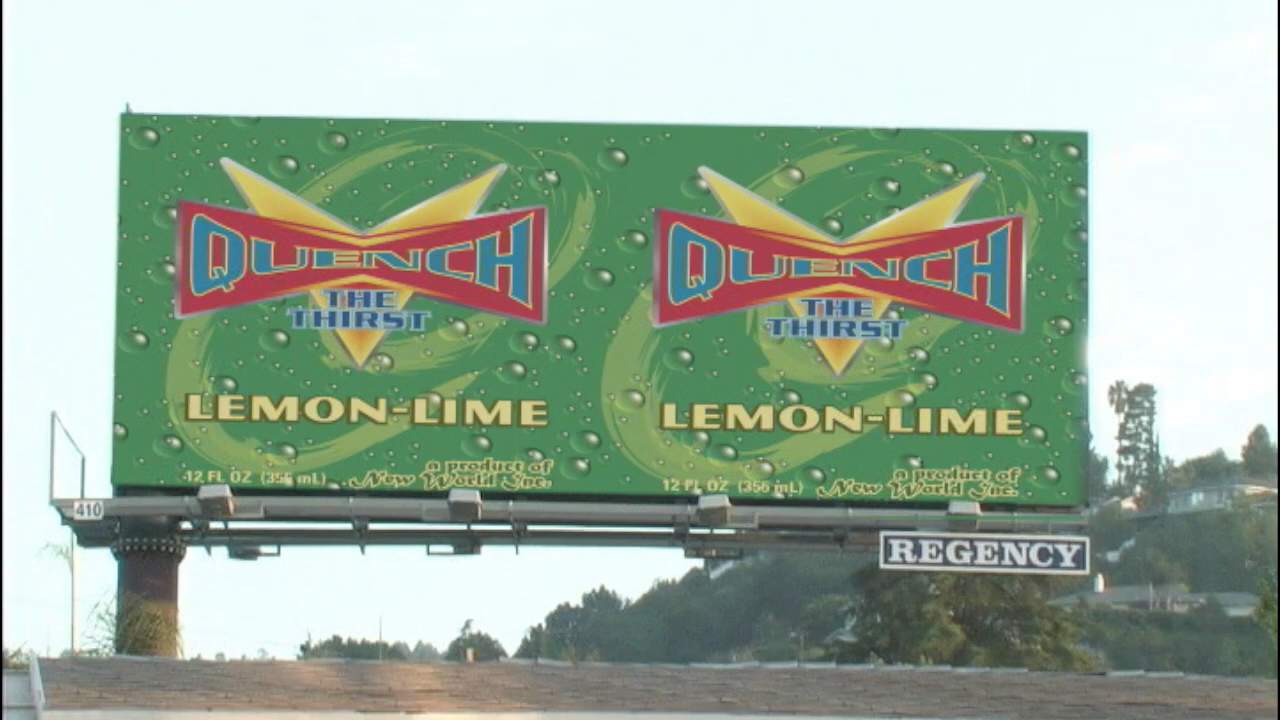 QUENCH
THE
THIRST
LEMON-LIME
12 FL OZ (355 mL)
a product of
New World Inc.
QUENCH
THE
THIRST
LEMON-LIME
12 FL OZ (355 mL)
a product of
New World Inc.
410
REGENCY